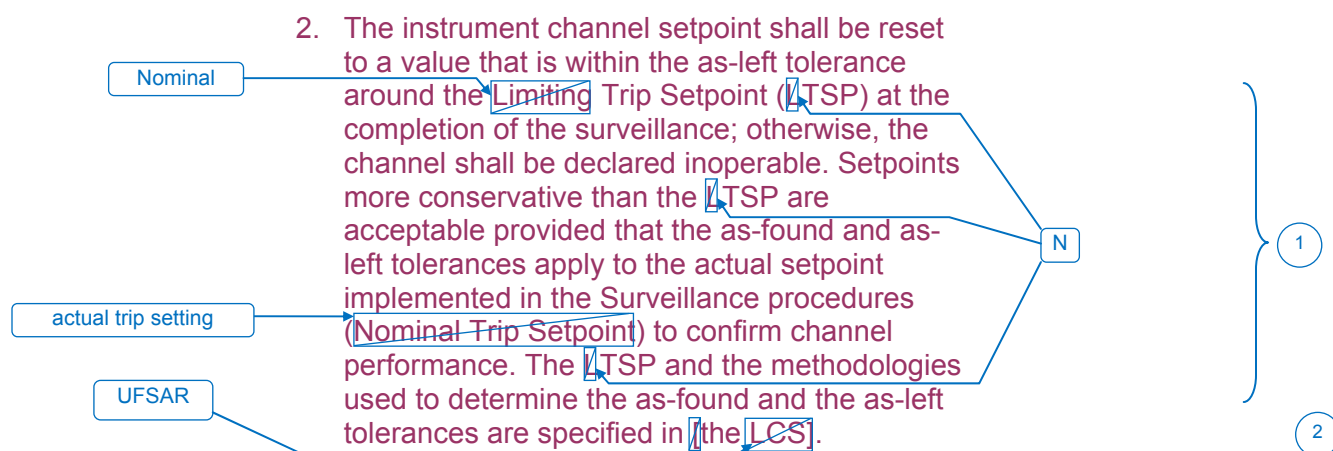 2. The instrument channel setpoint shall be reset
to a value that is within the as-left tolerance
Nominal
around the Limiting Trip Setpoint (LTSP) at the
completion of the surveillance; otherwise, the
channel shall be declared inoperable. Setpoints
more conservative than the LTSP are
acceptable provided that the as-found and as-
N
1
left tolerances apply to the actual setpoint
implemented in the Surveillance procedures
actual trip setting
(Nominal Trip Setpoint) to confirm channel
performance. The LTSP and the methodologies
UFSAR
used to determine the as-found and the as-left
tolerances are specified in [the LCS].
2